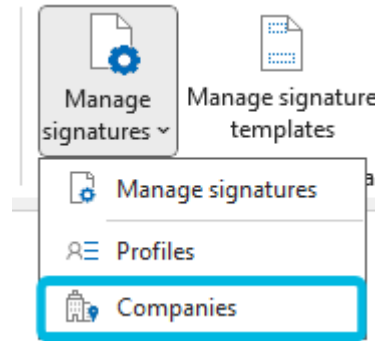 Manage
signatures
Manage signature
templates
Manage signatures
Profiles
Companies